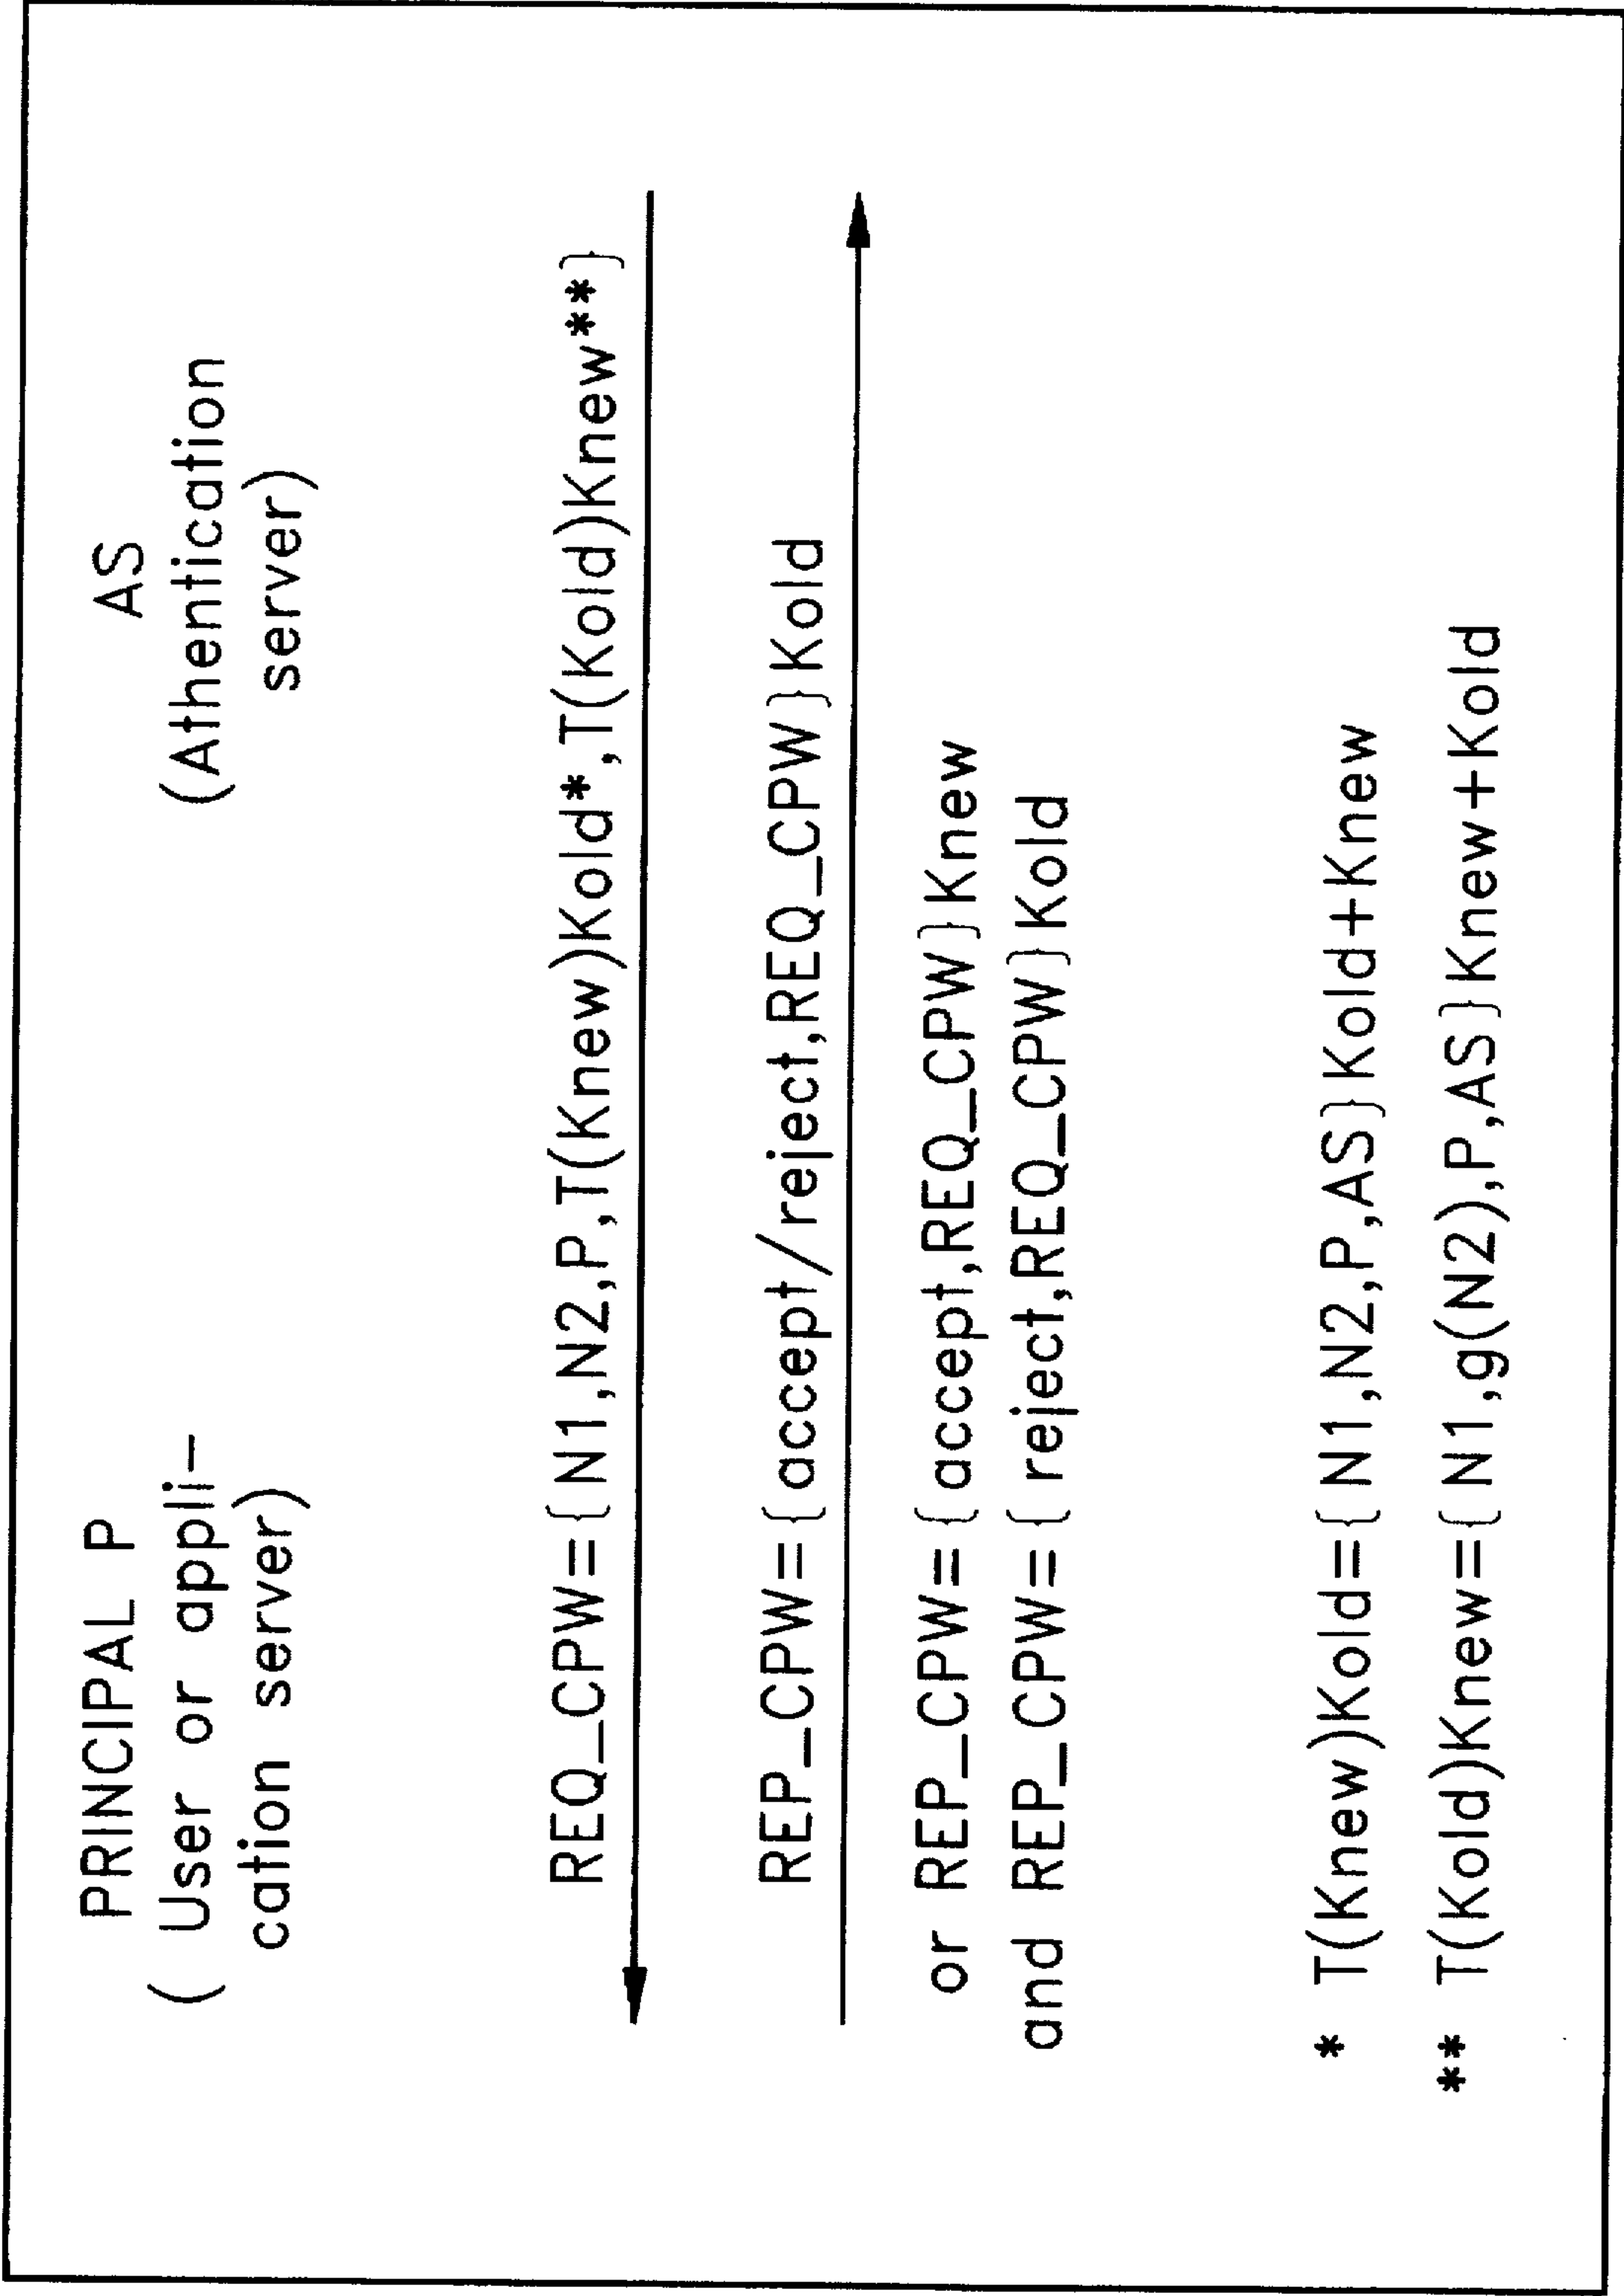 PRINCIPAL P
( User or appli-
cation server)
AS
(Athentication
server)
REQ_CPW={N1,N2,P,T(Knew)Kold*,T(Kold)Knew**}
REP_CPW={accept/reject,REQ_CPW}Kold
or REP_CPW={accept,REQ_CPW}Knew
and REP_CPW={reject,REQ_CPW}Kold
* T(Knew)Kold={N1,N2,P,AS}Kold+Knew
** T(Kold)Knew={N1,g(N2),P,AS}Knew+Kold